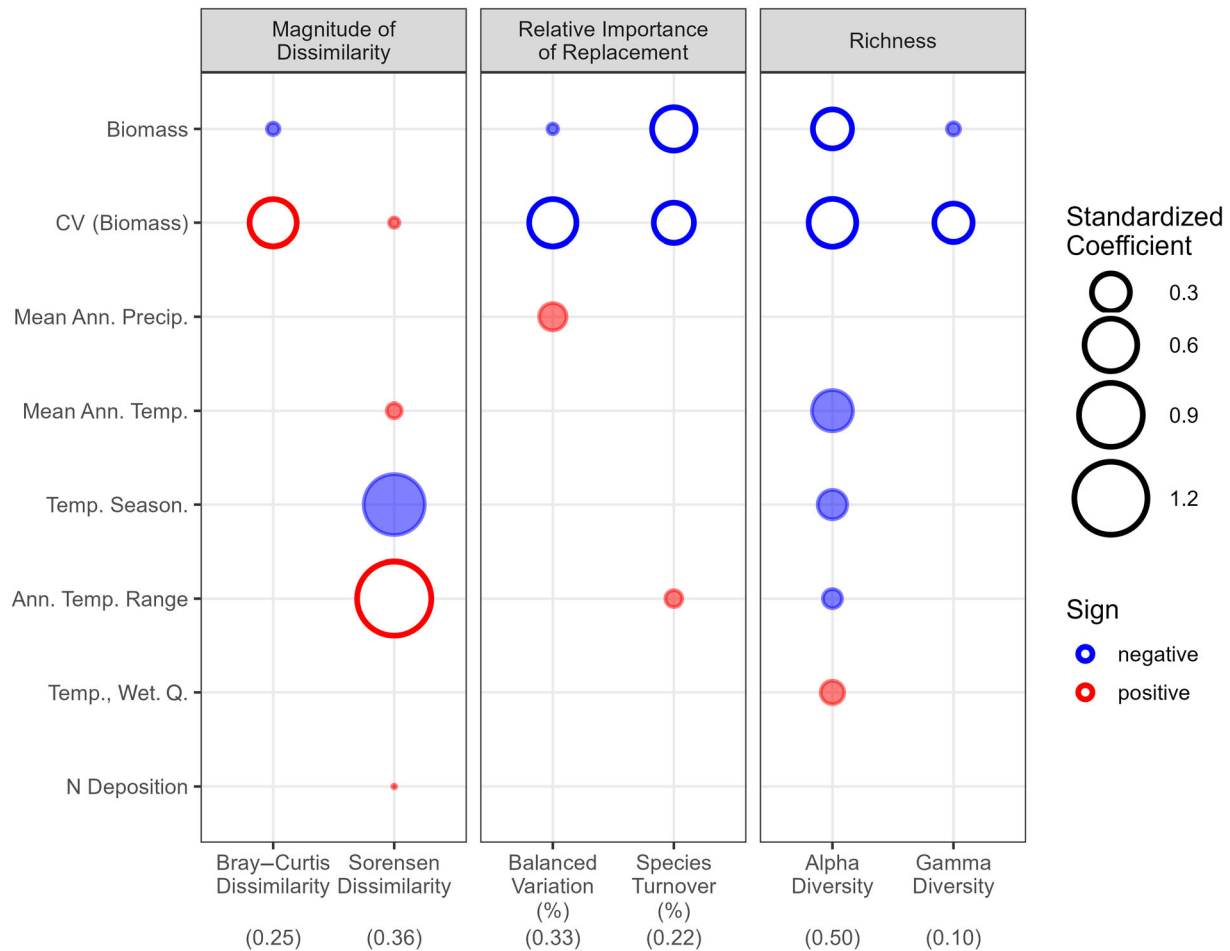 Magnitude of
Dissimilarity
Relative Importance
of Replacement
Richness
Biomass
CV (Biomass)
Mean Ann. Precip.
Mean Ann. Temp.
Temp. Season.
Ann. Temp. Range
Temp., Wet. Q.
N Deposition
Bray–Curtis
Dissimilarity
(0.25)
Sorensen
Dissimilarity
(0.36)
Balanced
Variation
(%)
(0.33)
Species
Turnover
(%)
(0.22)
Alpha
Diversity
(0.50)
Gamma
Diversity
(0.10)
Standardized
Coefficient
0.3
0.6
0.9
1.2
Sign
negative
positive